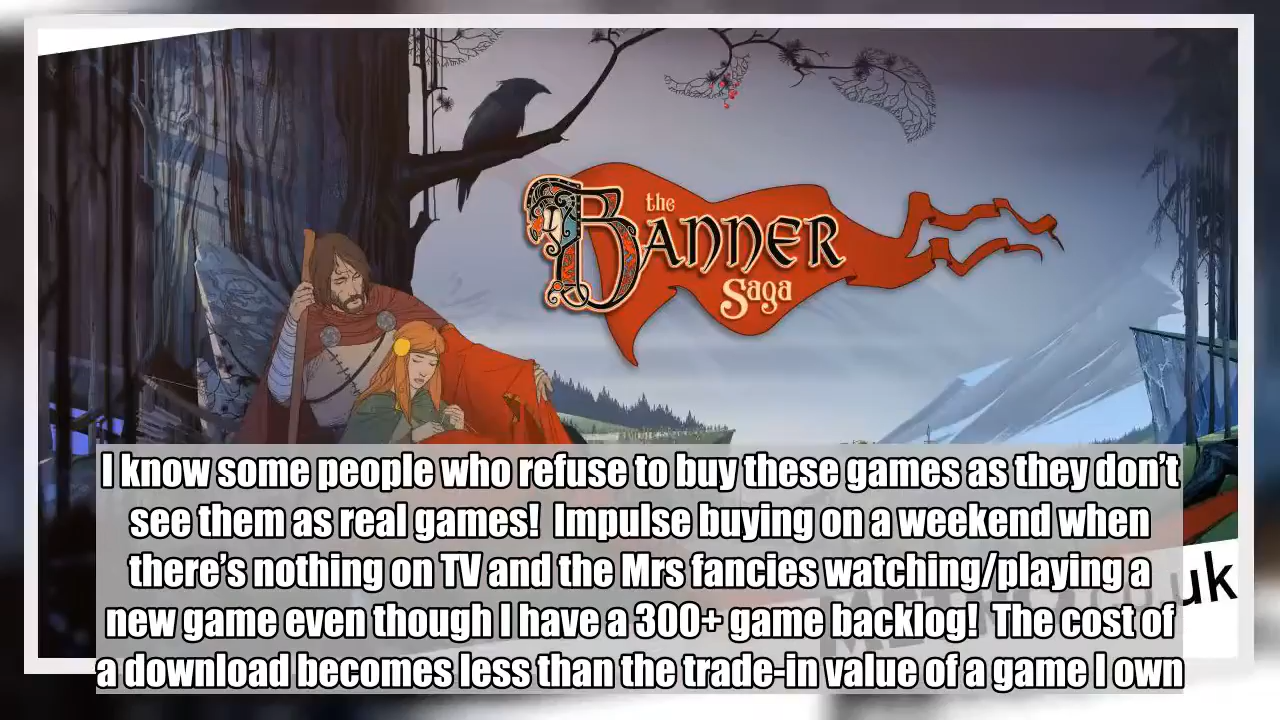 the
BANNER
Saga
I know some people who refuse to buy these games as they don’t
see them as real games!  Impulse buying on a weekend when
there’s nothing on TV and the Mrs fancies watching/playing a
new game even though I have a 300+ game backlog!  The cost of
a download becomes less than the trade-in value of a game I own
uk